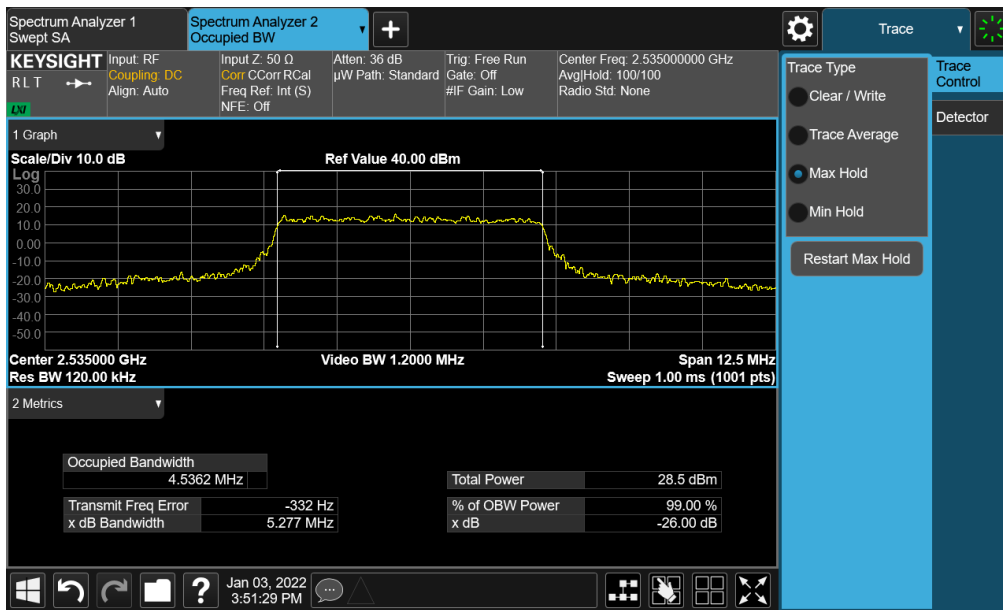 Spectrum Analyzer 1
Swept SA
Spectrum Analyzer 2
Occupied BW
Trace
KEYSIGHT
R L T
LXI
Input: RF
Coupling: DC
Align: Auto
Input Z: 50 Ω
Corr CCorr RCal
Freq Ref: Int (S)
NFE: Off
Atten: 36 dB
µW Path: Standard
Trig: Free Run
Gate: Off
#IF Gain: Low
Center Freq: 2.535000000 GHz
Avg|Hold: 100/100
Radio Std: None
1 Graph
Scale/Div 10.0 dB
Ref Value 40.00 dBm
Log
30.0
20.0
10.0
0.00
-10.0
-20.0
-30.0
-40.0
-50.0
Center 2.535000 GHz
Video BW 1.2000 MHz
Span 12.5 MHz
Res BW 120.00 kHz
Sweep 1.00 ms (1001 pts)
2 Metrics
Occupied Bandwidth
4.5362 MHz
Total Power 28.5 dBm
Transmit Freq Error -332 Hz
% of OBW Power 99.00 %
x dB Bandwidth 5.277 MHz
x dB -26.00 dB
Trace Type
Clear / Write
Trace Average
Max Hold
Min Hold
Restart Max Hold
Trace
Control
Detector
?
Jan 03, 2022
3:51:29 PM